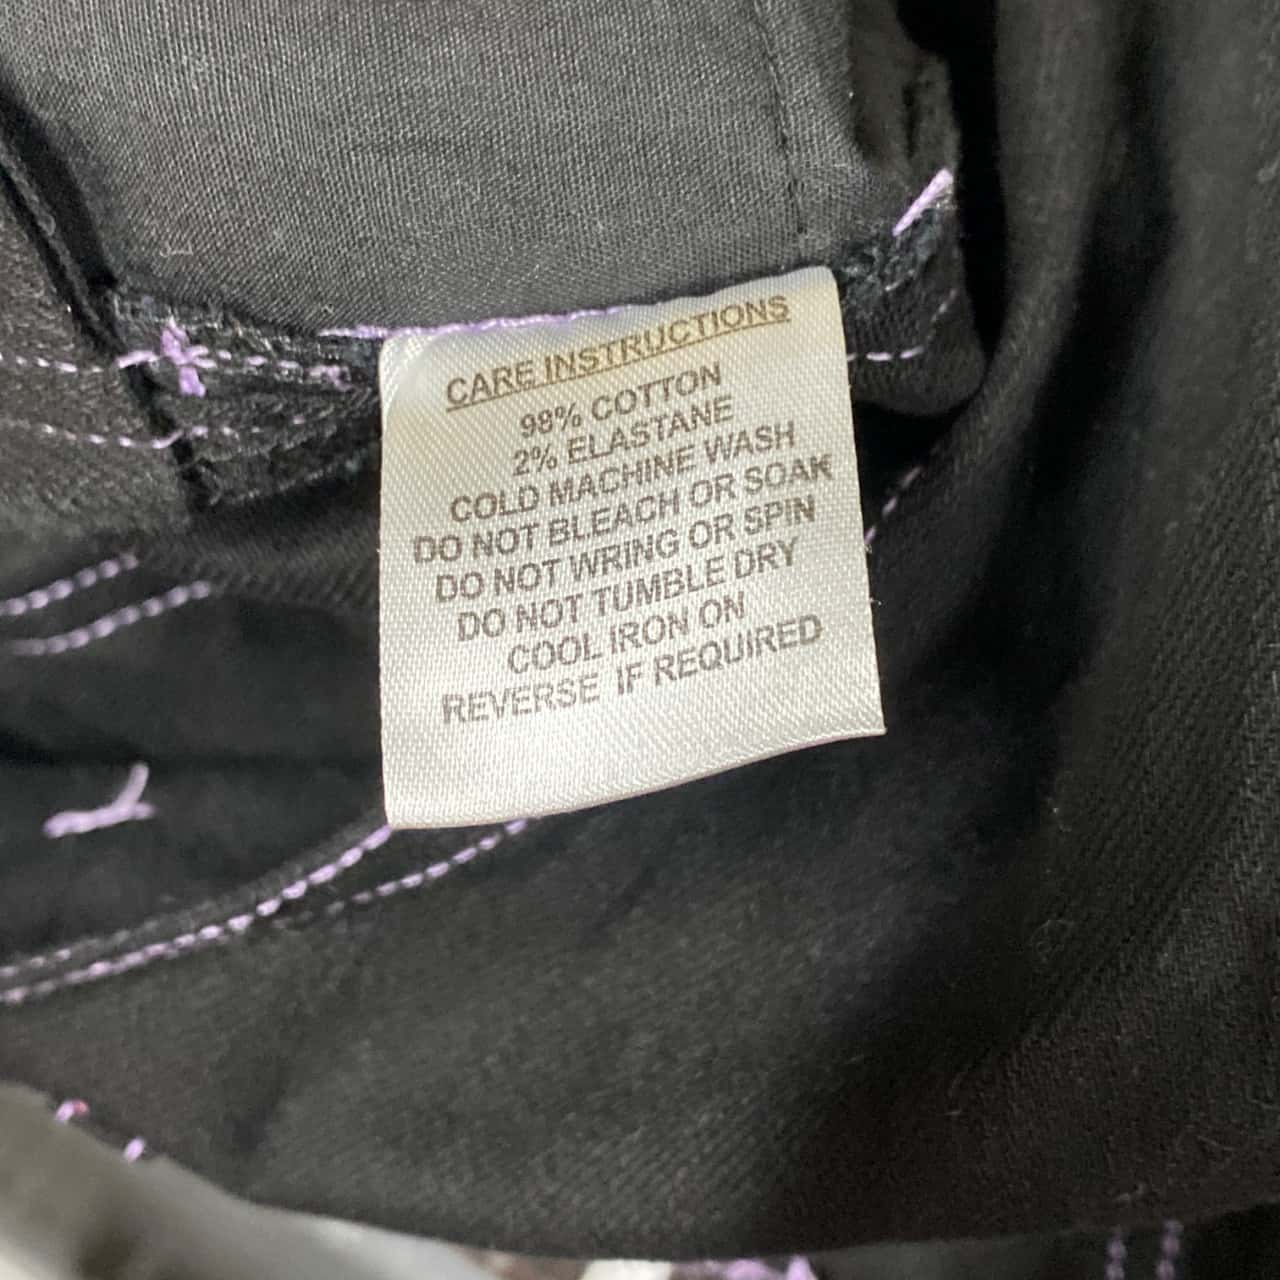 CARE INSTRUCTIONS
98% COTTON
2% ELASTANE
COLD MACHINE WASH
DO NOT BLEACH OR SOAK
DO NOT WRING OR SPIN
DO NOT TUMBLE DRY
COOL IRON ON
REVERSE IF REQUIRED